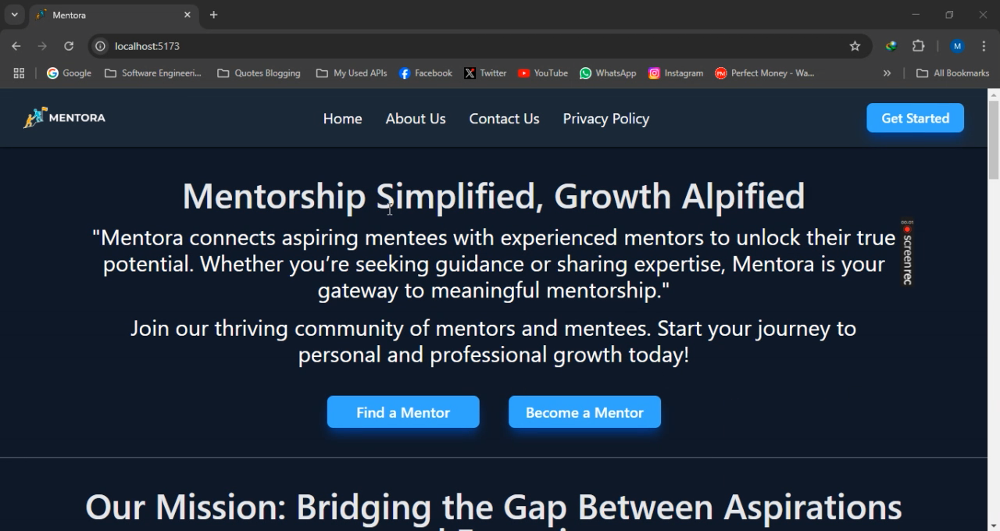 Mentora
localhost:5173
M
Google Software Engineeri... Quotes Blogging My Used APIs Facebook Twitter YouTube WhatsApp Instagram PM Perfect Money - Wa... All Bookmarks
MENTORA Home About Us Contact Us Privacy Policy Get Started
Mentorship Simplified, Growth Alpified
"Mentora connects aspiring mentees with experienced mentors to unlock their true
potential. Whether you’re seeking guidance or sharing expertise, Mentora is your
gateway to meaningful mentorship."
00:01
screenrec
Join our thriving community of mentors and mentees. Start your journey to
personal and professional growth today!
Find a Mentor Become a Mentor
Our Mission: Bridging the Gap Between Aspirations